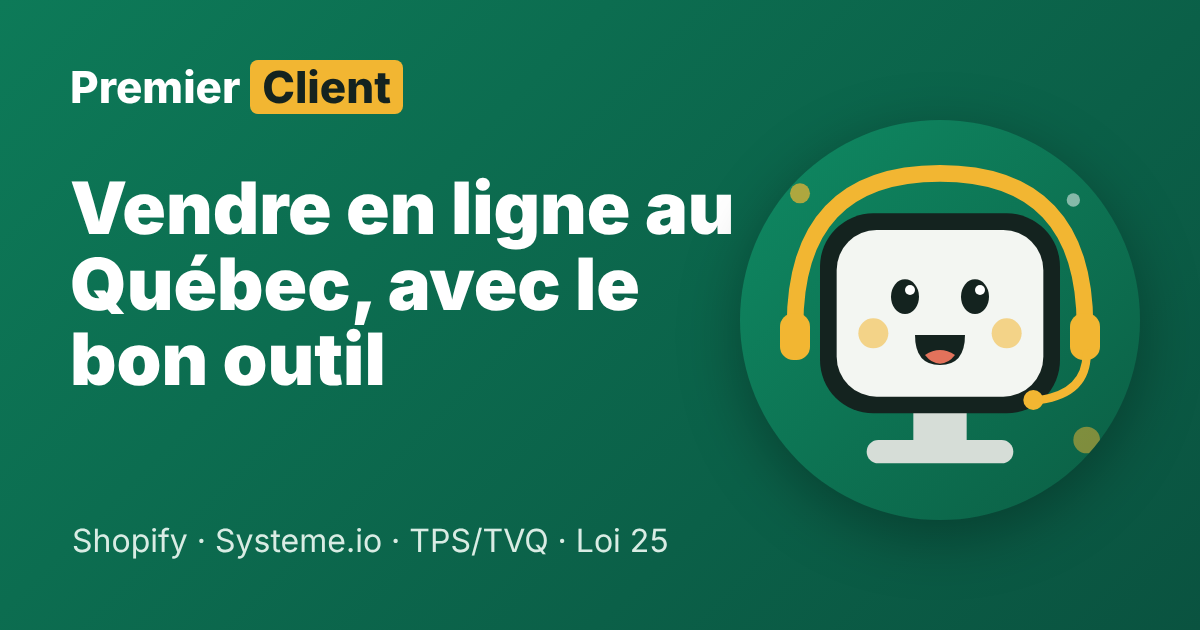 Premier Client
Vendre en ligne au
Québec, avec le
bon outil
Shopify · Systeme.io · TPS/TVQ · Loi 25